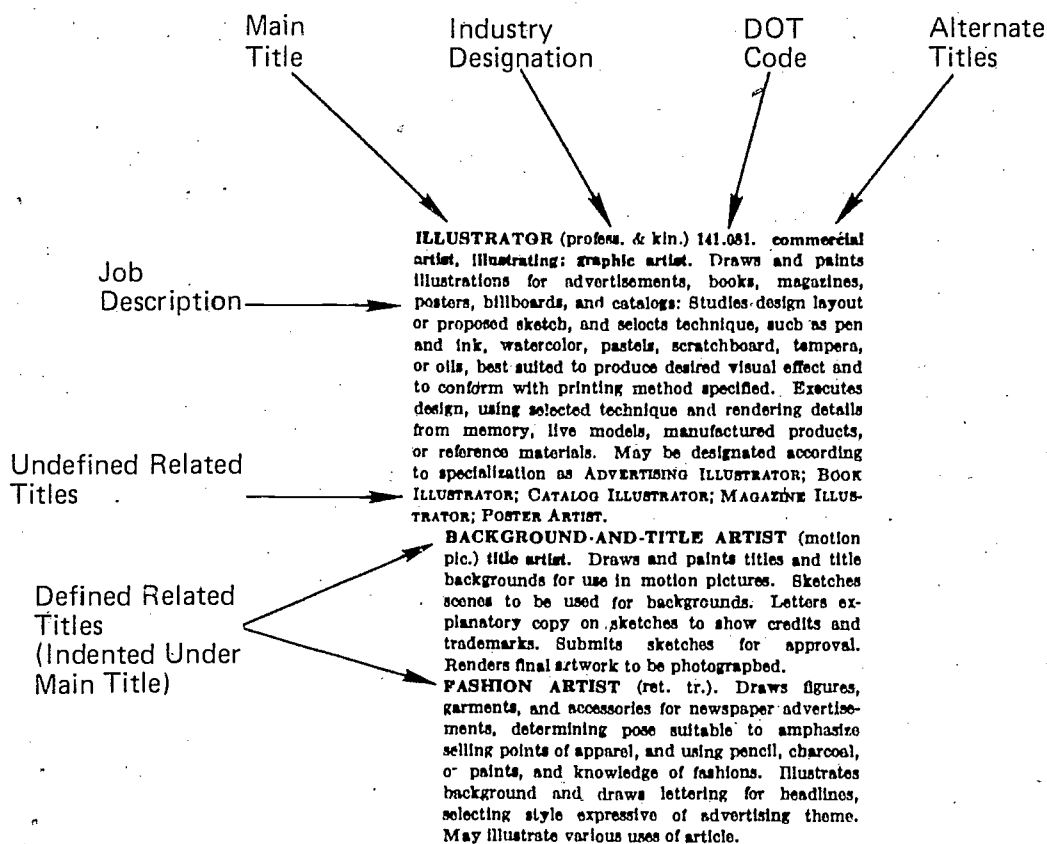 Main
Title
Industry
Designation
DOT
Code
Alternate
Titles
Job
Description
Undefined Related
Titles
Defined Related
Titles
(Indented Under
Main Title)
ILLUSTRATOR (profess. & kin.) 141.081. commercial
artist, illustrating; graphic artist. Draws and paints
illustrations for advertisements, books, magazines,
posters, billboards, and catalogs: Studies design layout
or proposed sketch, and selects technique, such as pen
and ink, watercolor, pastels, scratchboard, tempera,
or oils, best suited to produce desired visual effect and
to conform with printing method specified. Executes
design, using selected technique and rendering details
from memory, live models, manufactured products,
or reference materials. May be designated according
to specialization as ADVERTISING ILLUSTRATOR; BOOK
ILLUSTRATOR; CATALOG ILLUSTRATOR; MAGAZINE ILLUS-
TRATOR; POSTER ARTIST.
BACKGROUND-AND-TITLE ARTIST (motion
pic.) title artist. Draws and paints titles and title
backgrounds for use in motion pictures. Sketches
scenes to be used for backgrounds. Letters ex-
planatory copy on sketches to show credits and
trademarks. Submits sketches for approval.
Renders final artwork to be photographed.
FASHION ARTIST (ret. tr.). Draws figures,
garments, and accessories for newspaper advertise-
ments, determining pose suitable to amphasize
selling points of apparel, and using pencil, charcoal,
or paints, and knowledge of fashions. Illustrates
background and draws lettering for headlines,
selecting style expressive of advertising theme.
May illustrate various uses of article.